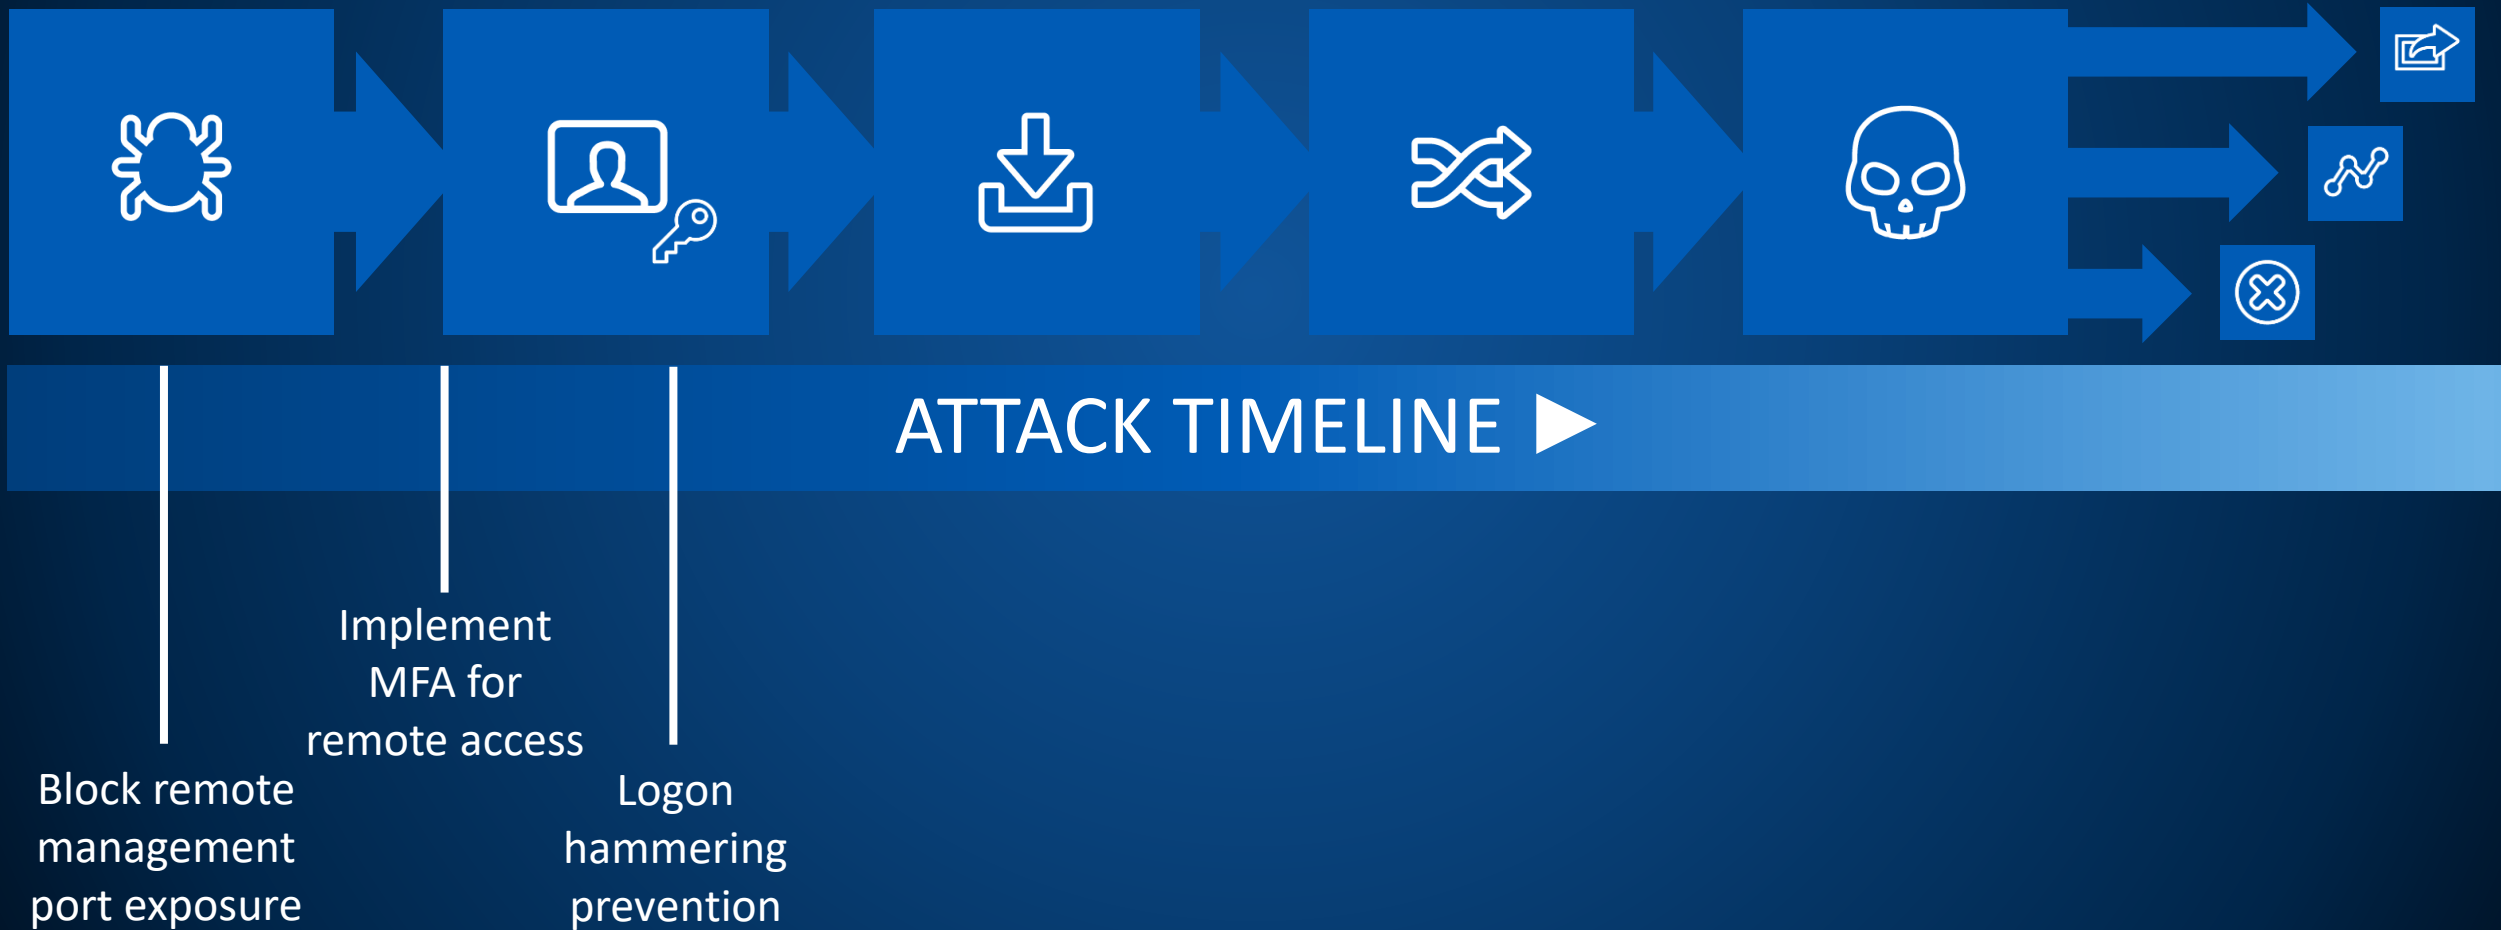 ATTACK TIMELINE
Implement
MFA for
remote access
Block remote
management
port exposure
Logon
hammering
prevention